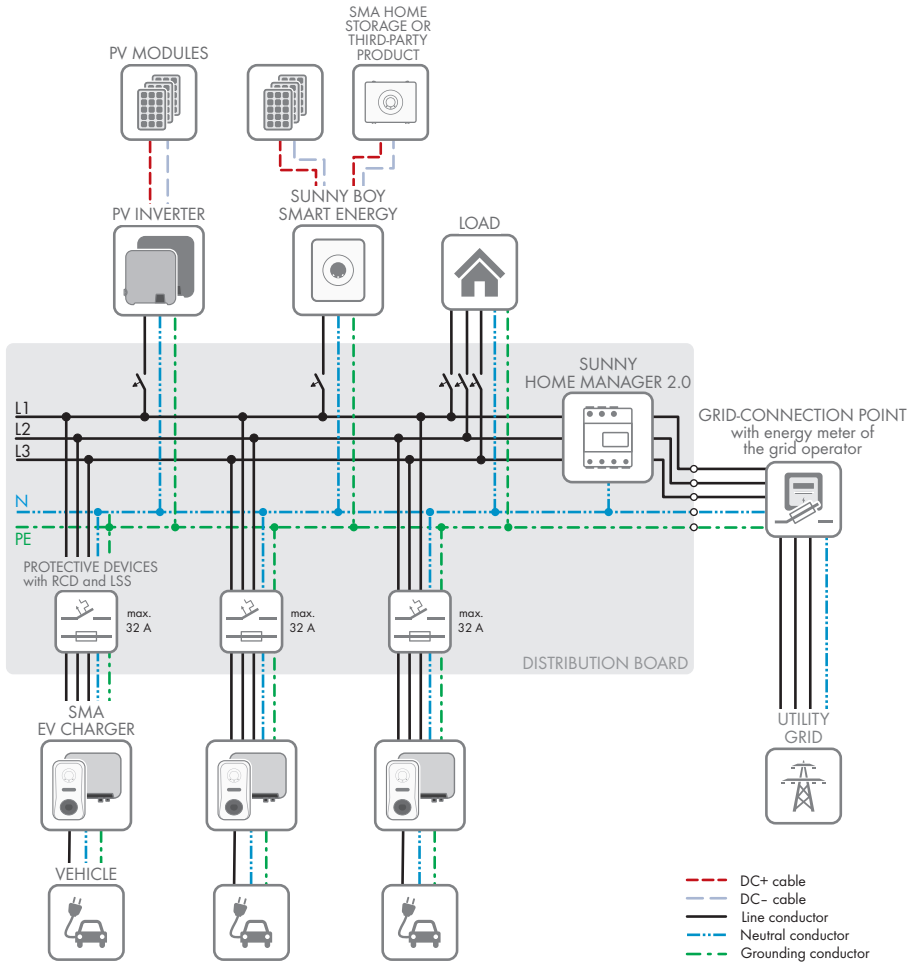 SMA HOME
STORAGE OR
THIRD-PARTY
PRODUCT
PV MODULES
SUNNY BOY
SMART ENERGY
PV INVERTER
LOAD
SUNNY
HOME MANAGER 2.0
GRID-CONNECTION POINT
with energy meter of
the grid operator
L1
L2
L3
N
PE
PROTECTIVE DEVICES
with RCD and LSS
max.
32 A
max.
32 A
max.
32 A
DISTRIBUTION BOARD
SMA
EV CHARGER
UTILITY
GRID
VEHICLE
DC+ cable
DC– cable
Line conductor
Neutral conductor
Grounding conductor